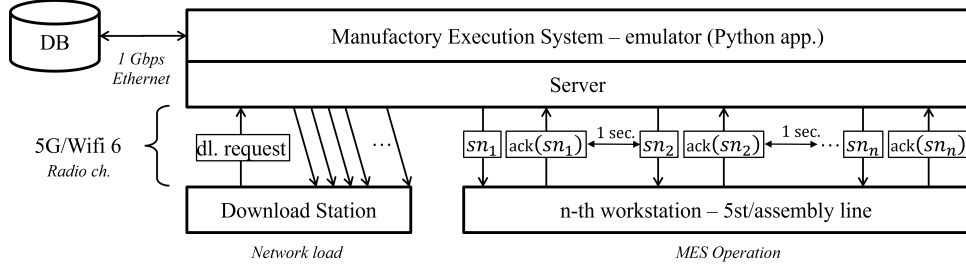 DB
Manufactory Execution System – emulator (Python app.)
1 Gbps
Ethernet
Server
5G/Wifi 6
Radio ch.
dl. request
...
sn₁
ack(sn₁)
1 sec.
sn₂
ack(sn₂)
1 sec.
...
snₙ
ack(snₙ)
Download Station
n-th workstation – 5st/assembly line
Network load
MES Operation